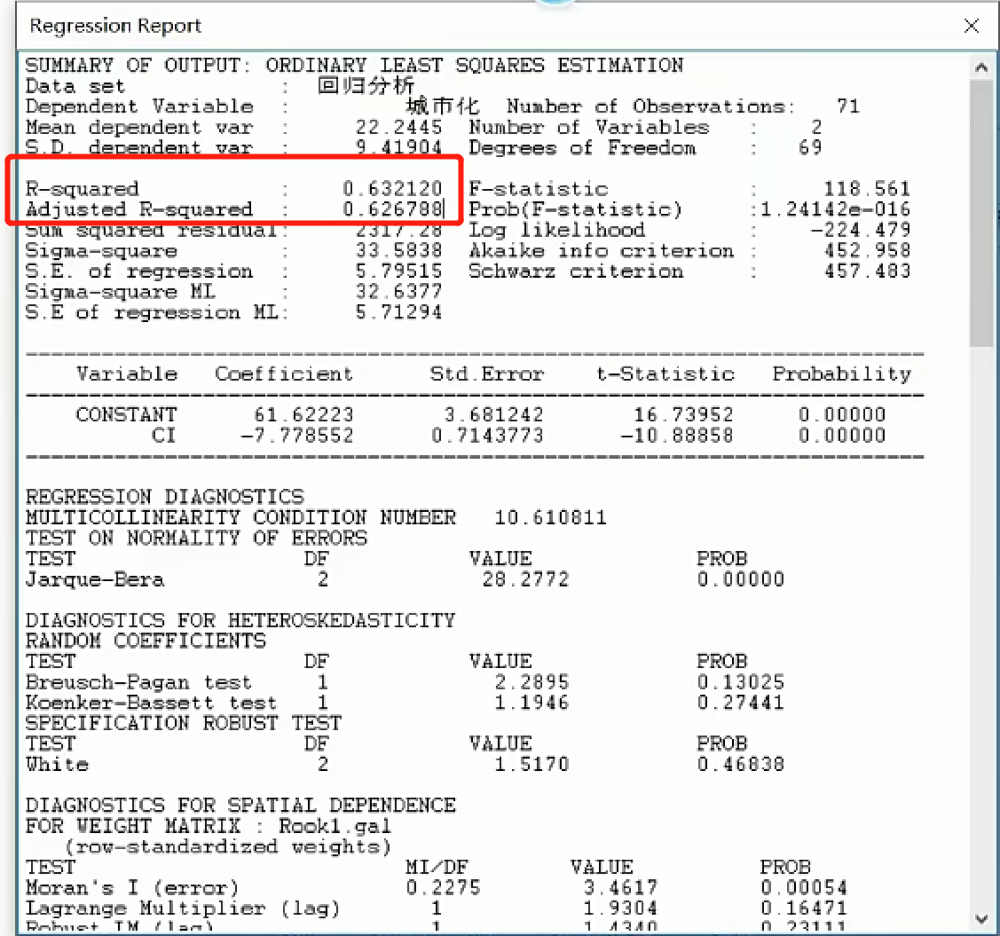 Regression Report
SUMMARY OF OUTPUT: ORDINARY LEAST SQUARES ESTIMATION
Data set : 回归分析
Dependent Variable : 城市化 Number of Observations: 71
Mean dependent var : 22.2445 Number of Variables : 2
S.D. dependent var : 9.41904 Degrees of Freedom : 69
R-squared : 0.632120 F-statistic : 118.561
Adjusted R-squared : 0.626788 Prob(F-statistic) :1.24142e-016
Sum squared residual: 2317.28 Log likelihood : -224.479
Sigma-square : 33.5838 Akaike info criterion : 452.958
S.E. of regression : 5.79515 Schwarz criterion : 457.483
Sigma-square ML : 32.6377
S.E of regression ML: 5.71294
Variable Coefficient Std.Error t-Statistic Probability
CONSTANT 61.62223 3.681242 16.73952 0.00000
CI -7.778552 0.7143773 -10.88858 0.00000
REGRESSION DIAGNOSTICS
MULTICOLLINEARITY CONDITION NUMBER 10.610811
TEST ON NORMALITY OF ERRORS
TEST DF VALUE PROB
Jarque-Bera 2 28.2772 0.00000
DIAGNOSTICS FOR HETEROSKEDASTICITY
RANDOM COEFFICIENTS
TEST DF VALUE PROB
Breusch-Pagan test 1 2.2895 0.13025
Koenker-Bassett test 1 1.1946 0.27441
SPECIFICATION ROBUST TEST
TEST DF VALUE PROB
White 2 1.5170 0.46838
DIAGNOSTICS FOR SPATIAL DEPENDENCE
FOR WEIGHT MATRIX : Rook1.gal
(row-standardized weights)
TEST MI/DF VALUE PROB
Moran's I (error) 0.2275 3.4617 0.00054
Lagrange Multiplier (lag) 1 1.9304 0.16471
Robust LM (lag) 1 1.4340 0.23111